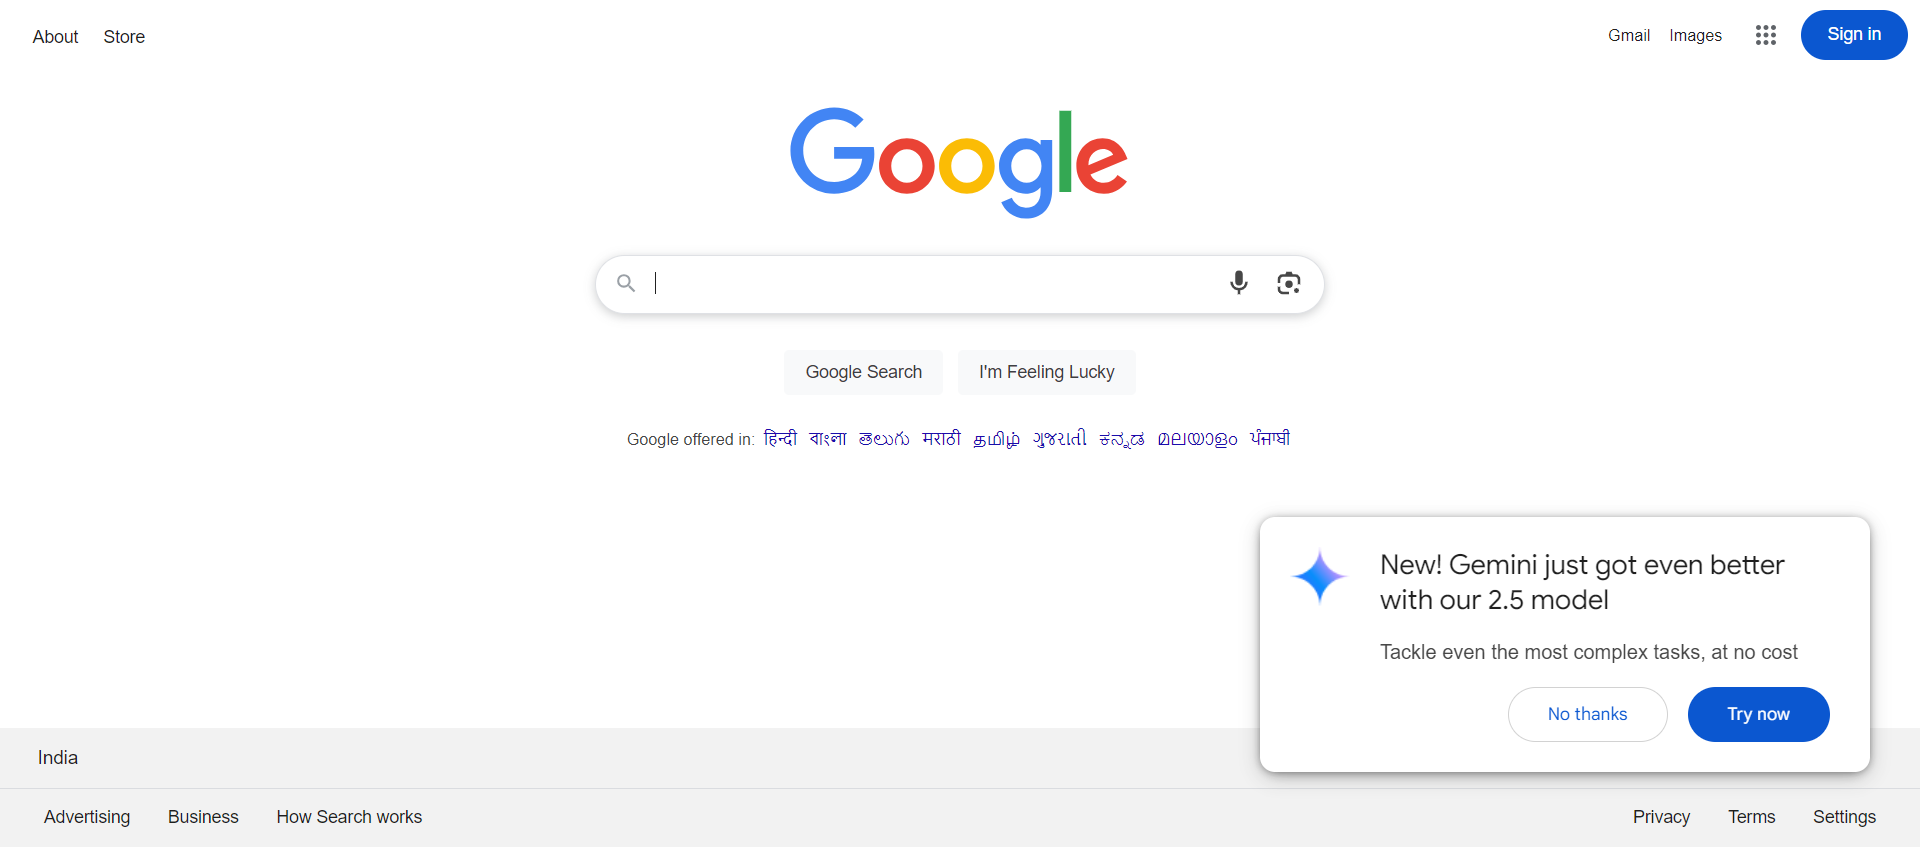 About Store
Gmail Images Sign in
Google
Google Search I'm Feeling Lucky
Google offered in: हिन्दी বাংলা తెలుగు मराठी தமிழ் ગુજરાતી ಕನ್ನಡ മലയാളം ਪੰਜਾਬੀ
New! Gemini just got even better
with our 2.5 model
Tackle even the most complex tasks, at no cost
No thanks Try now
India
Advertising Business How Search works Privacy Terms Settings